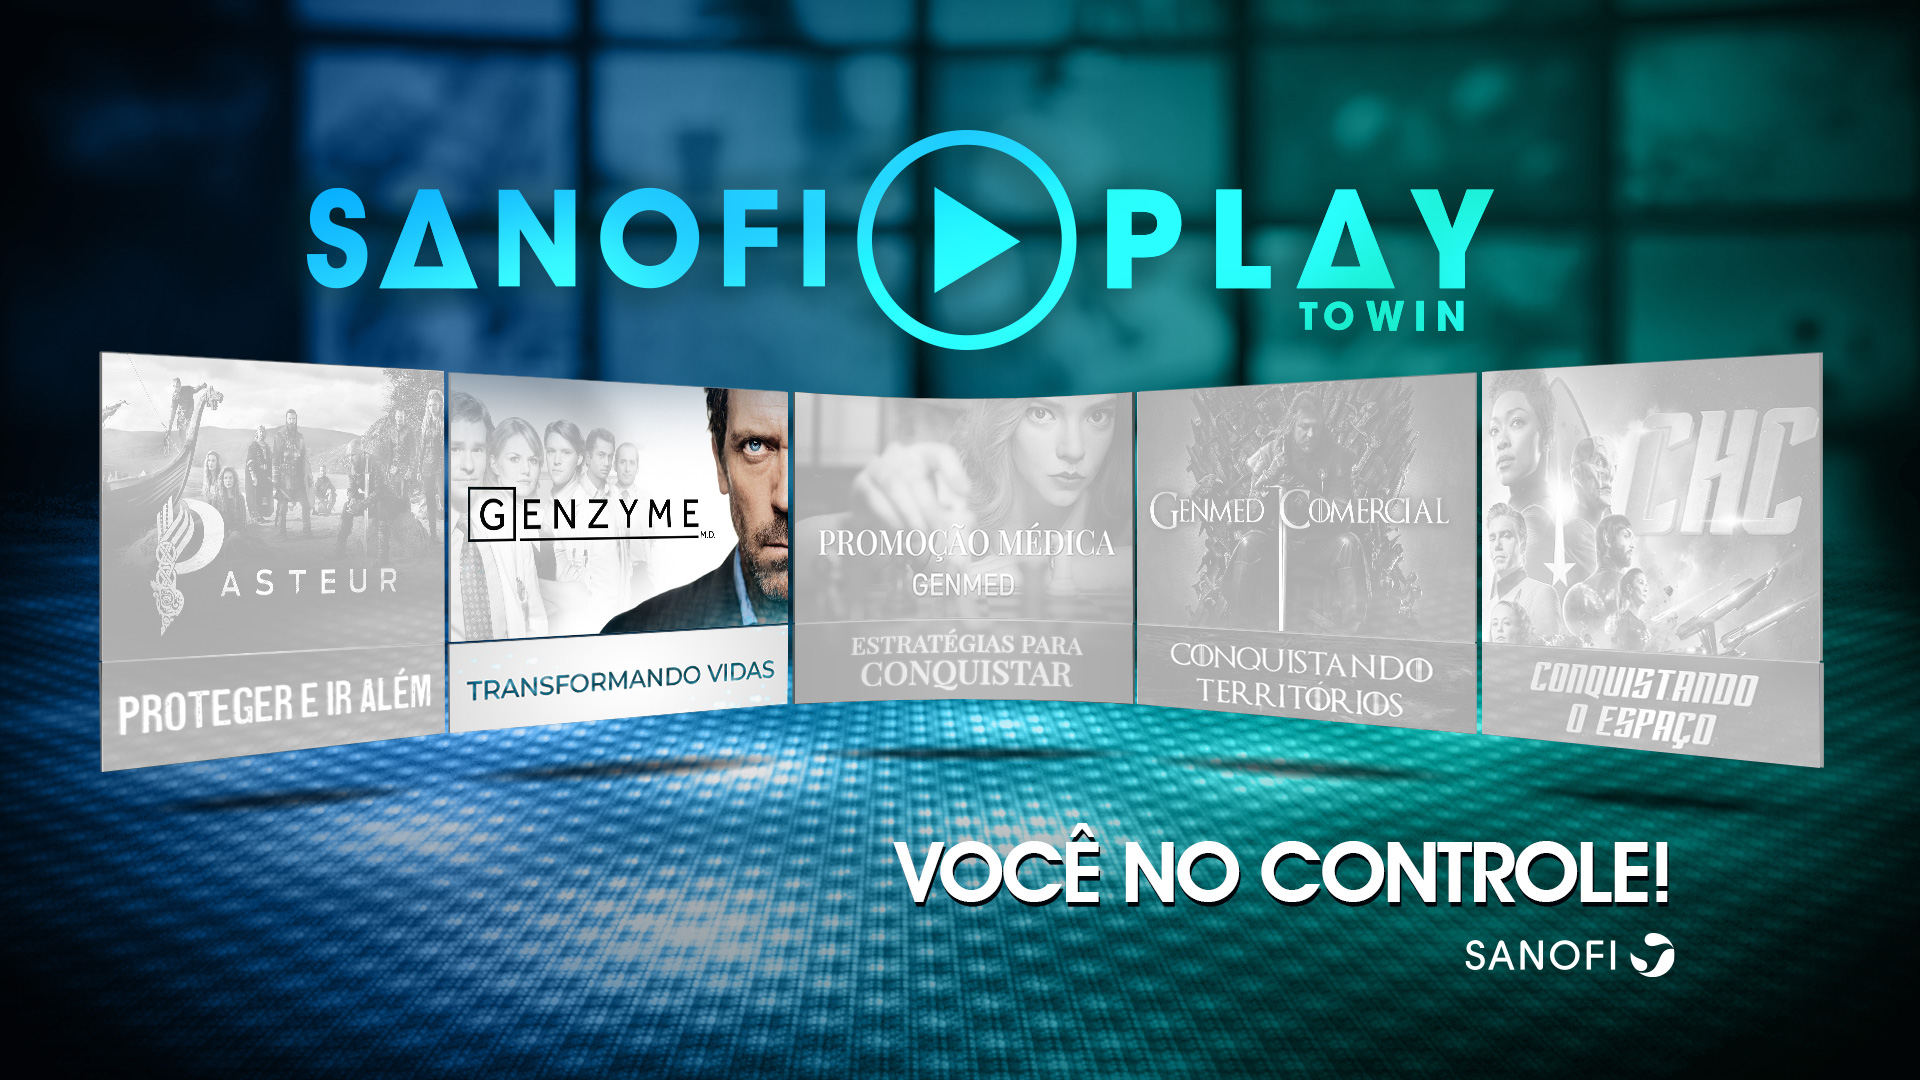 SANOFI PLAY
TO WIN
PASTEUR
PROTEGER E IR ALÉM
GENZYME M.D.
TRANSFORMANDO VIDAS
PROMOÇÃO MÉDICA
GENMED
ESTRATÉGIAS PARA
CONQUISTAR
GENMED COMERCIAL
CONQUISTANDO
TERRITÓRIOS
CHC
CONQUISTANDO
O ESPAÇO
VOCÊ NO CONTROLE!
SANOFI